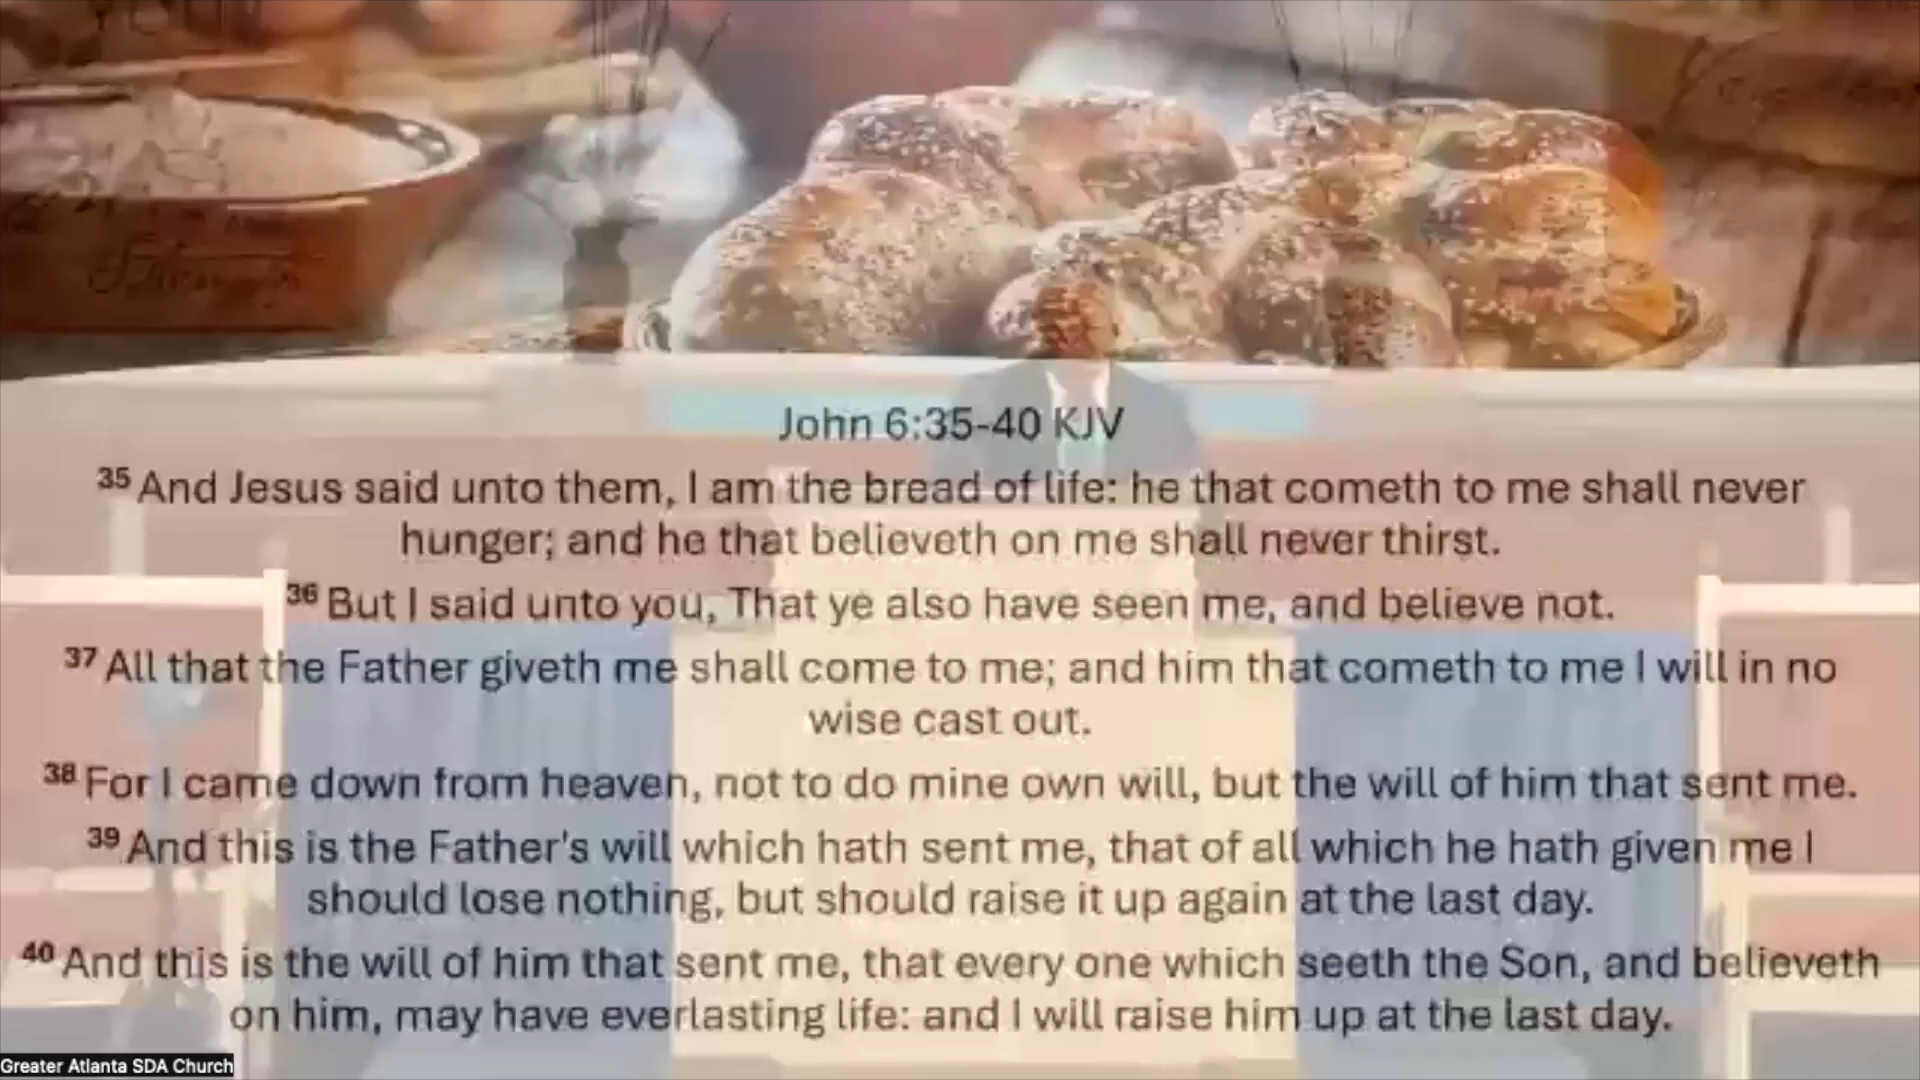 John 6:35-40 KJV
35 And Jesus said unto them, I am the bread of life: he that cometh to me shall never
hunger; and he that believeth on me shall never thirst.
36 But I said unto you, That ye also have seen me, and believe not.
37 All that the Father giveth me shall come to me; and him that cometh to me I will in no
wise cast out.
38 For I came down from heaven, not to do mine own will, but the will of him that sent me.
39 And this is the Father's will which hath sent me, that of all which he hath given me I
should lose nothing, but should raise it up again at the last day.
40 And this is the will of him that sent me, that every one which seeth the Son, and believeth
on him, may have everlasting life: and I will raise him up at the last day.
Greater Atlanta SDA Church